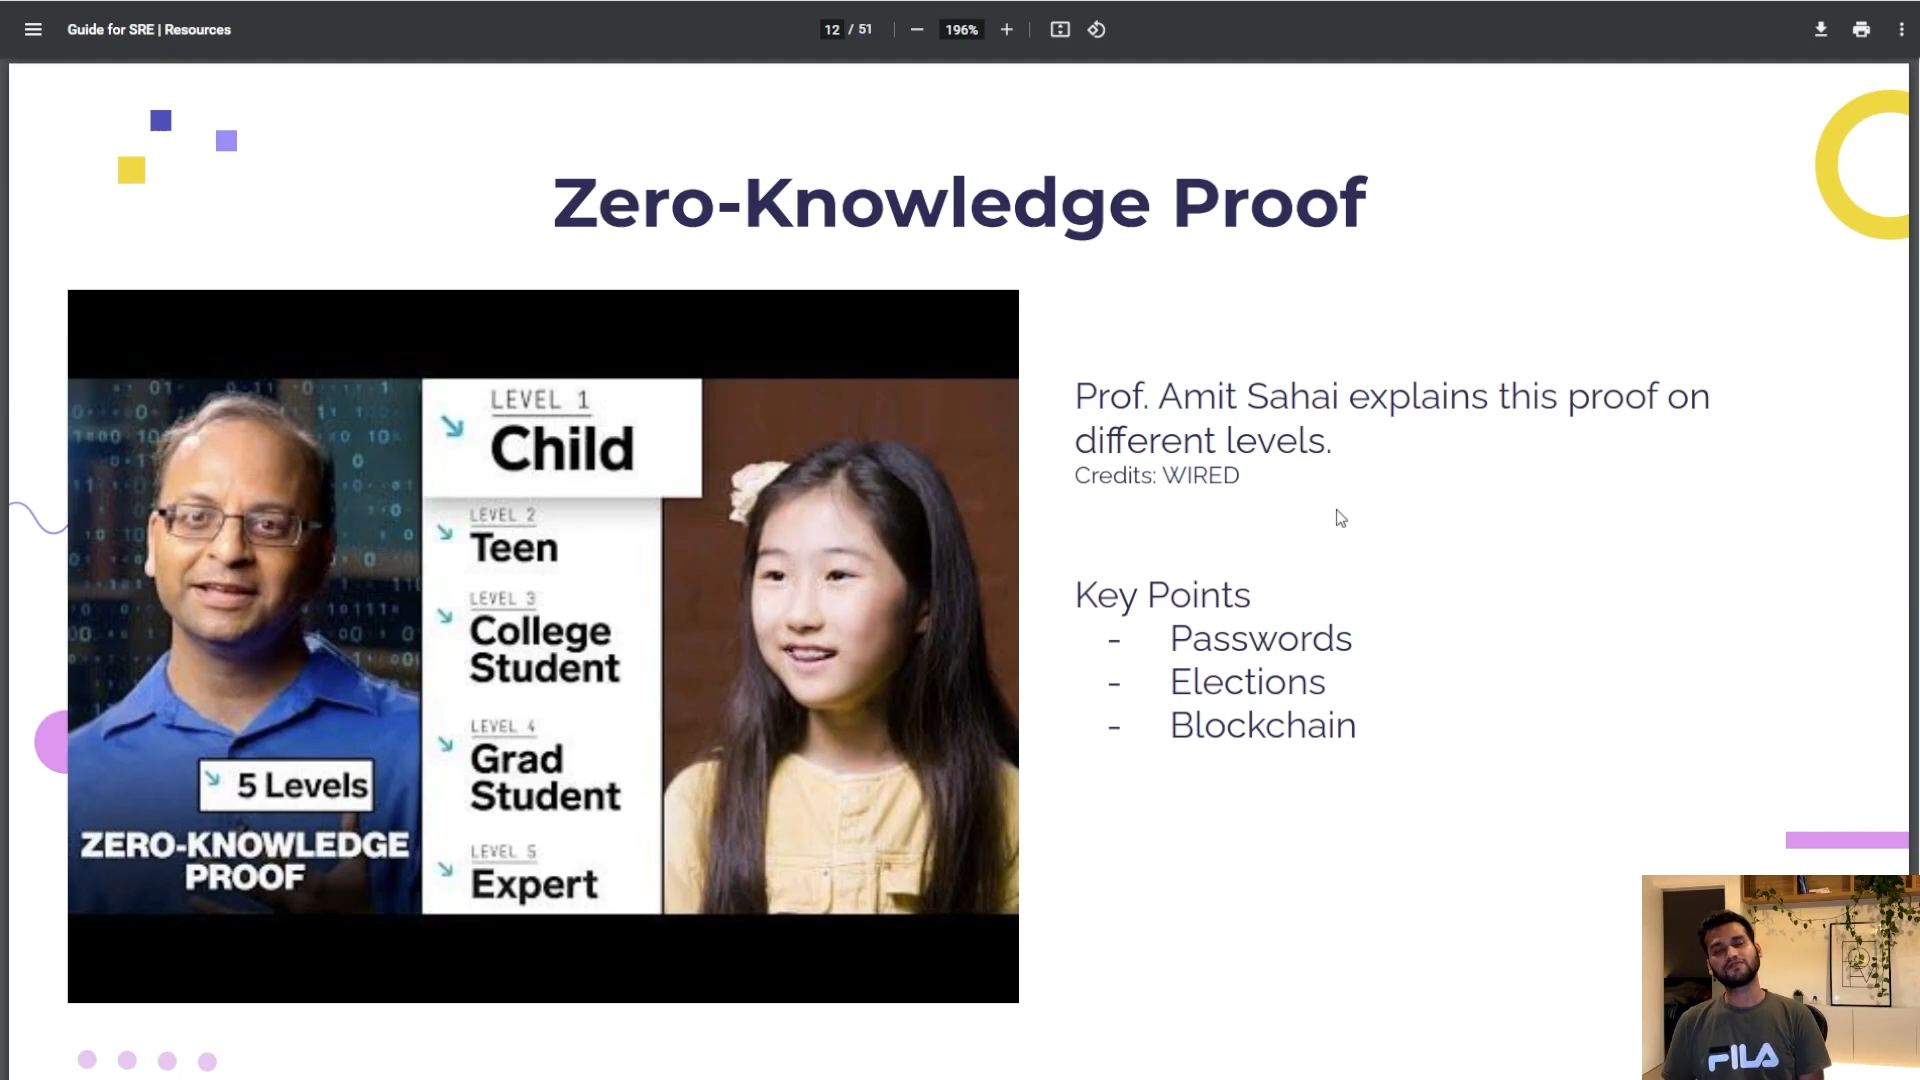 Guide for SRE | Resources
12 / 51
196%
Zero-Knowledge Proof
LEVEL 1
Child
LEVEL 2
Teen
LEVEL 3
College
Student
LEVEL 4
Grad
Student
LEVEL 5
Expert
5 Levels
ZERO-KNOWLEDGE
PROOF
Prof. Amit Sahai explains this proof on
different levels.
Credits: WIRED
Key Points
- Passwords
- Elections
- Blockchain
FILA